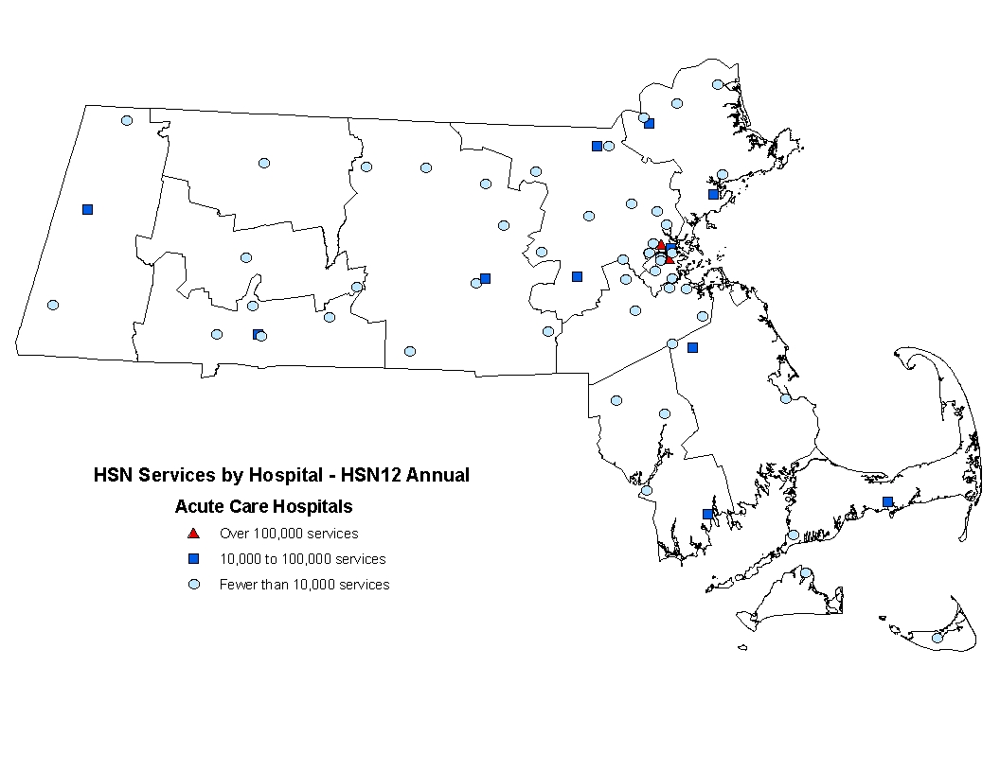 HSN Services by Hospital - HSN12 Annual
Acute Care Hospitals
Over 100,000 services
10,000 to 100,000 services
Fewer than 10,000 services